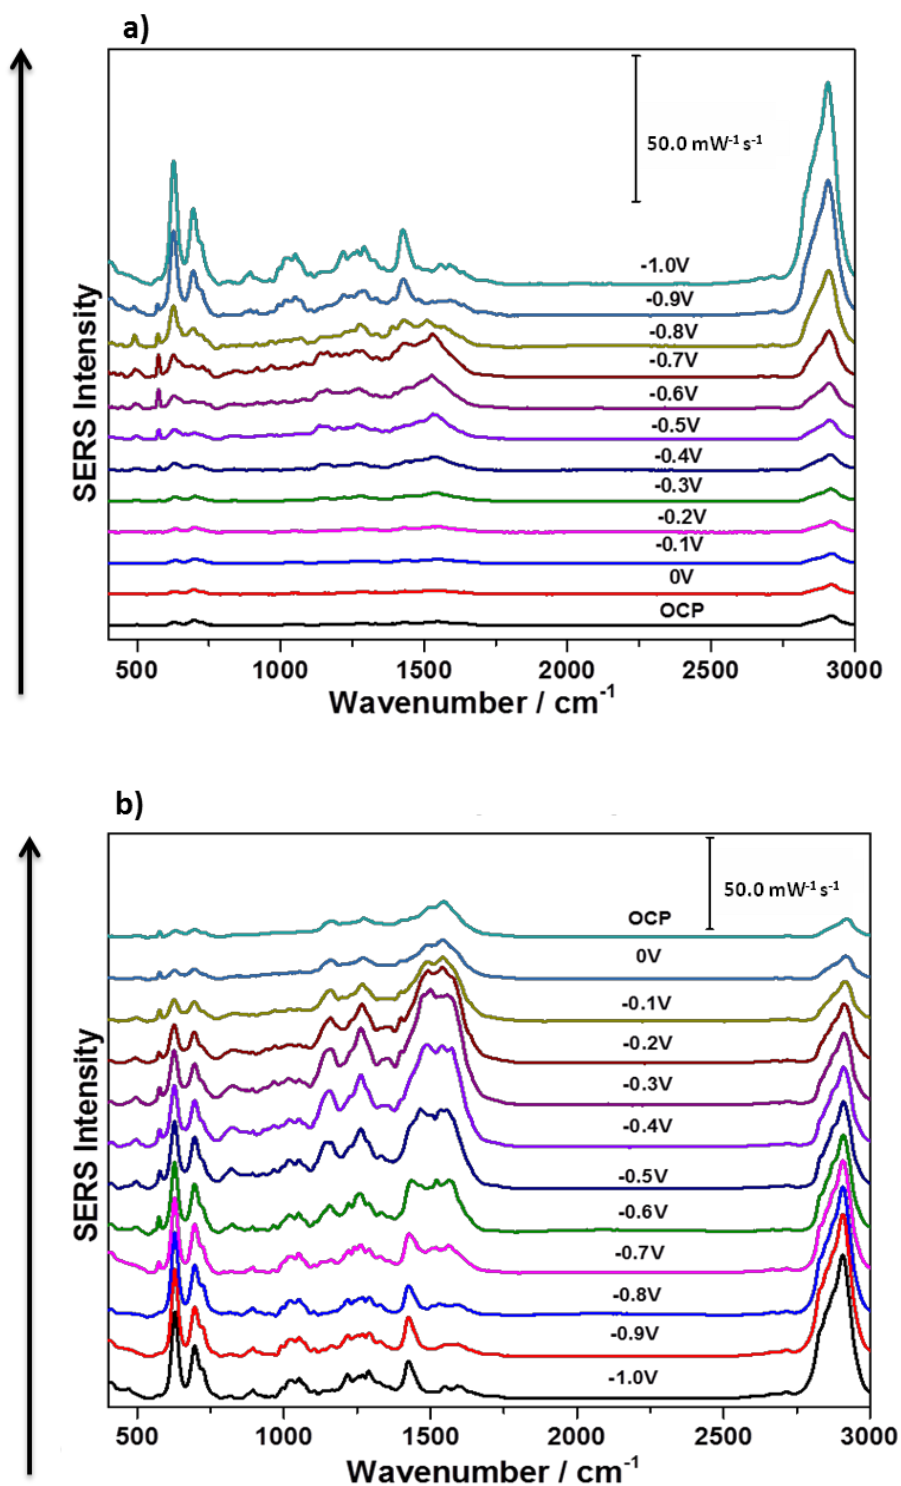 a)
50.0 mW-1 s-1
-1.0V
-0.9V
-0.8V
-0.7V
-0.6V
-0.5V
-0.4V
-0.3V
-0.2V
-0.1V
0V
OCP
SERS Intensity
500 1000 1500 2000 2500 3000
Wavenumber / cm-1
b)
50.0 mW-1 s-1
OCP
0V
-0.1V
-0.2V
-0.3V
-0.4V
-0.5V
-0.6V
-0.7V
-0.8V
-0.9V
-1.0V
SERS Intensity
500 1000 1500 2000 2500 3000
Wavenumber / cm-1